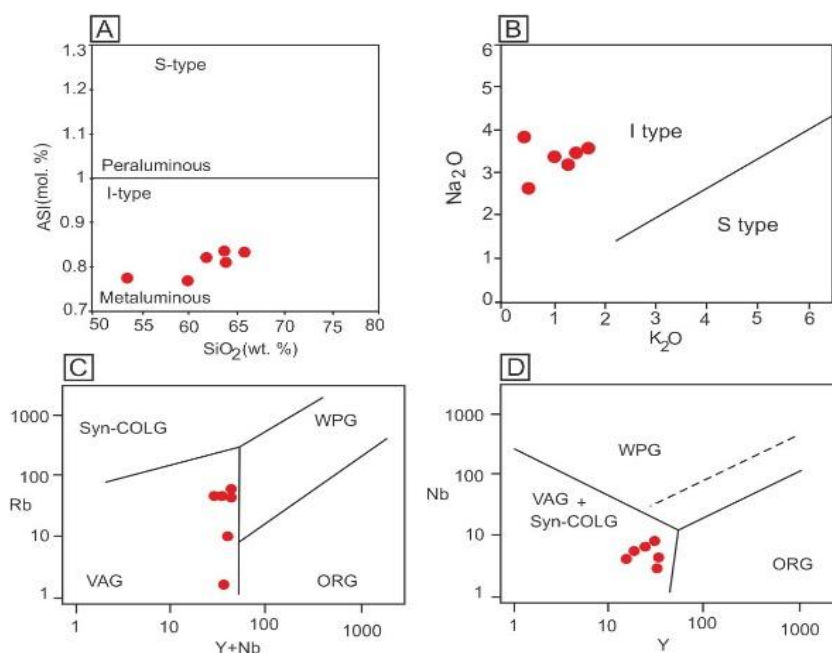 A
1.3
1.2
1.1
1
0.9
0.8
0.7
ASI(mol. %)
S-type
Peraluminous
I-type
Metaluminous
50 55 60 65 70 75 80
SiO2(wt. %)
B
6
5
4
3
2
1
0
Na2O
I type
S type
0 1 2 3 4 5 6
K2O
C
1000
100
10
1
Rb
Syn-COLG
WPG
VAG
ORG
1 10 100 1000
Y+Nb
D
1000
100
10
1
Nb
WPG
VAG +
Syn-COLG
ORG
1 10 100 1000
Y